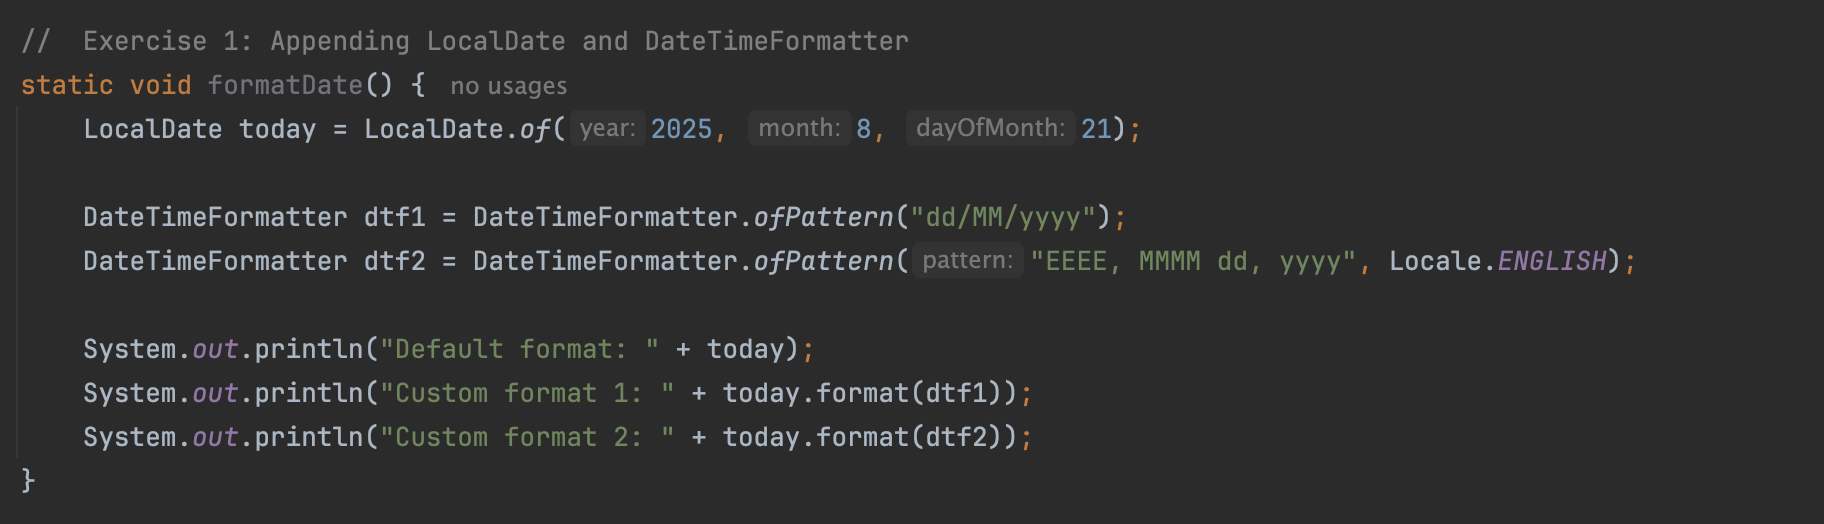 //  Exercise 1: Appending LocalDate and DateTimeFormatter
static void formatDate() {  no usages
    LocalDate today = LocalDate.of( year: 2025,  month: 8,  dayOfMonth: 21);
    DateTimeFormatter dtf1 = DateTimeFormatter.ofPattern("dd/MM/yyyy");
    DateTimeFormatter dtf2 = DateTimeFormatter.ofPattern( pattern: "EEEE, MMMM dd, yyyy", Locale.ENGLISH);
    System.out.println("Default format: " + today);
    System.out.println("Custom format 1: " + today.format(dtf1));
    System.out.println("Custom format 2: " + today.format(dtf2));
}